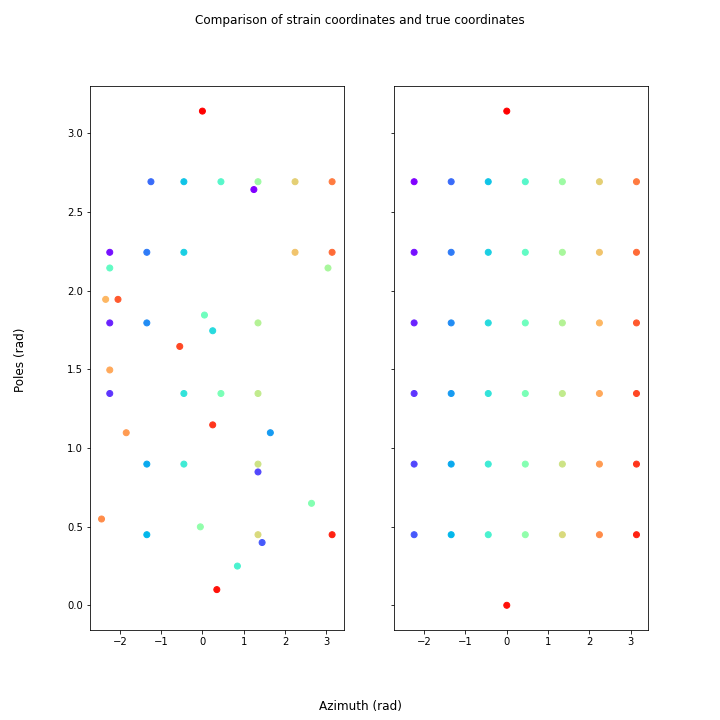 Comparison of strain coordinates and true coordinates
3.0
2.5
2.0
1.5
1.0
0.5
0.0
Poles (rad)
−2 −1 0 1 2 3
−2 −1 0 1 2 3
Azimuth (rad)